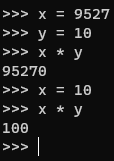 >>> x = 9527
>>> y = 10
>>> x * y
95270
>>> x = 10
>>> x * y
100
>>>